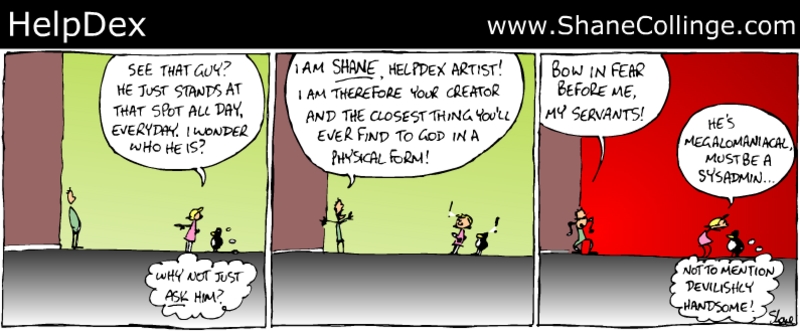 HelpDex
www.ShaneCollinge.com
SEE THAT GUY?
HE JUST STANDS AT
THAT SPOT ALL DAY,
EVERYDAY. I WONDER
WHO HE IS?
WHY NOT JUST
ASK HIM?
I AM SHANE, HELPDEX ARTIST!
I AM THEREFORE YOUR CREATOR
AND THE CLOSEST THING YOU'LL
EVER FIND TO GOD IN A
PHYSICAL FORM!
!
!
BOW IN FEAR
BEFORE ME,
MY SERVANTS!
HE'S
MEGALOMANIACAL,
MUST BE A
SYSADMIN...
NOT TO MENTION
DEVILISHLY
HANDSOME!
Shane